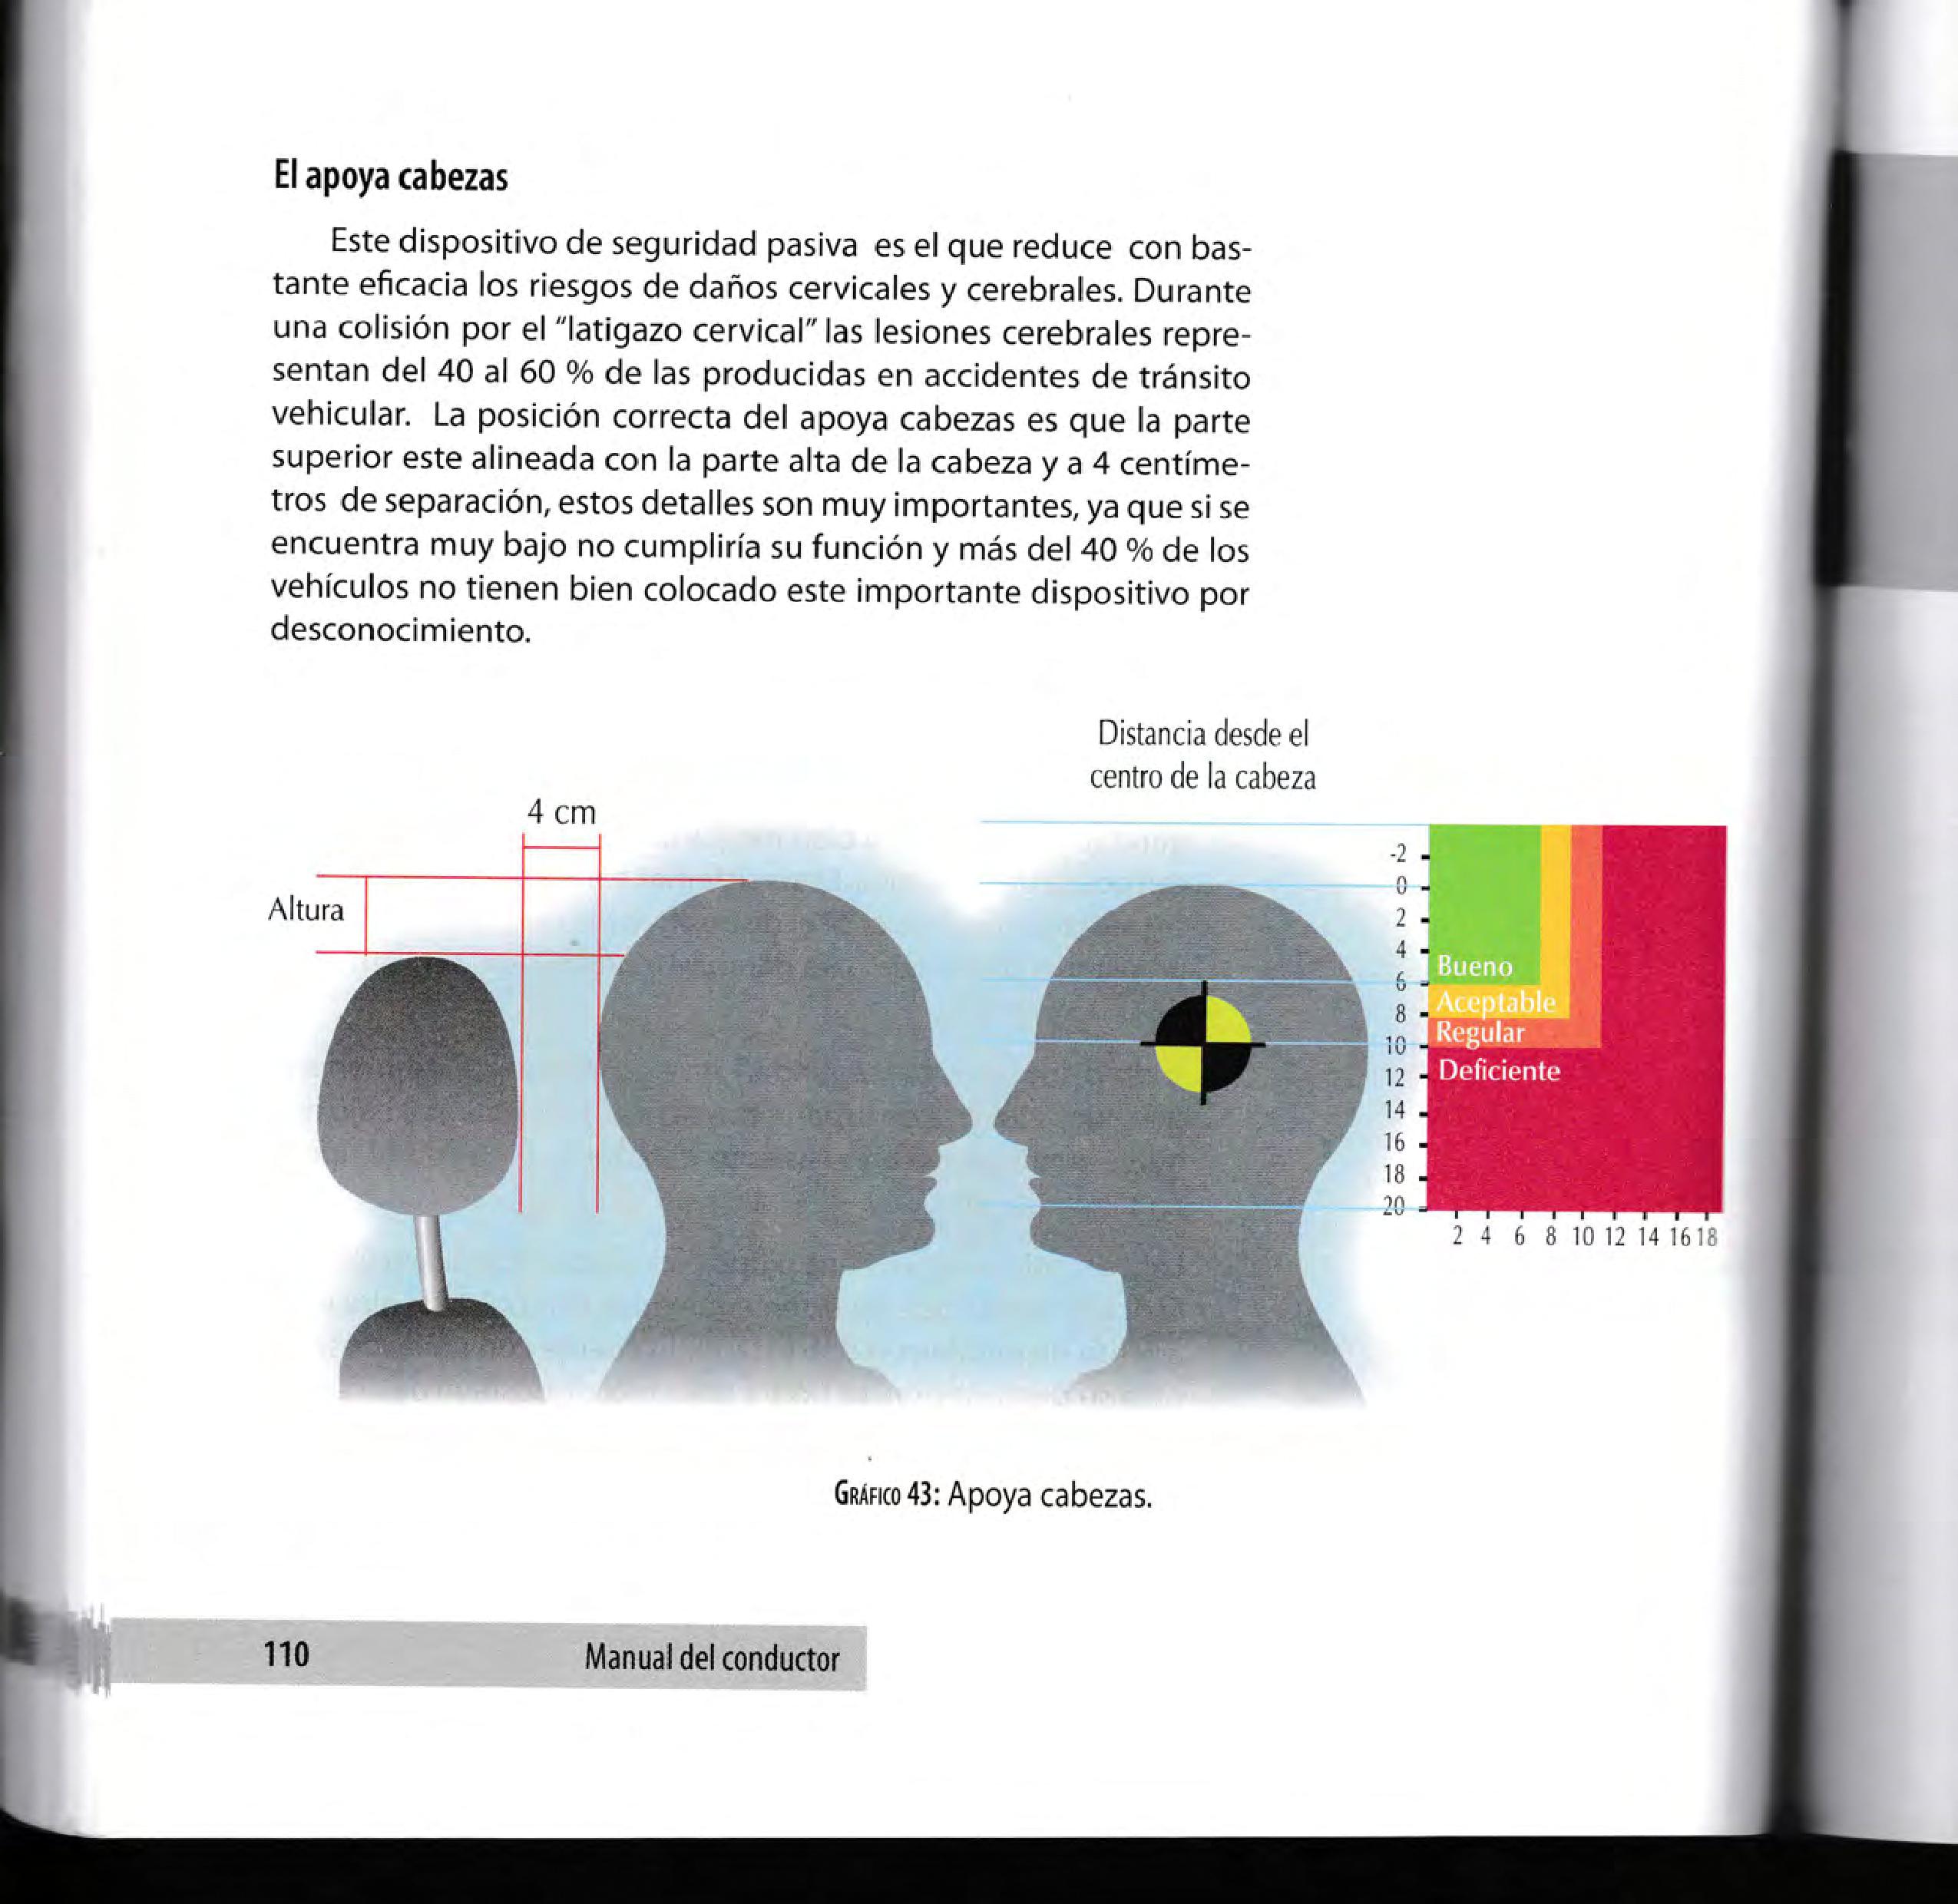 El apoya cabezas
Este dispositivo de seguridad pasiva es el que reduce con bas-
tante eficacia los riesgos de daños cervicales y cerebrales. Durante
una colisión por el "latigazo cervical" las lesiones cerebrales repre-
sentan del 40 al 60 % de las producidas en accidentes de tránsito
vehicular. La posición correcta del apoya cabezas es que la parte
superior este alineada con la parte alta de la cabeza y a 4 centíme-
tros de separación, estos detalles son muy importantes, ya que si se
encuentra muy bajo no cumpliría su función y más del 40 % de los
vehículos no tienen bien colocado este importante dispositivo por
desconocimiento.
Distancia desde el
centro de la cabeza
4 cm
Altura
-2
0
2
4
6
8
10
12
14
16
18
20
Bueno
Aceptable
Regular
Deficiente
2 4 6 8 10 12 14 16 18
GRÁFICO 43: Apoya cabezas.
110 Manual del conductor